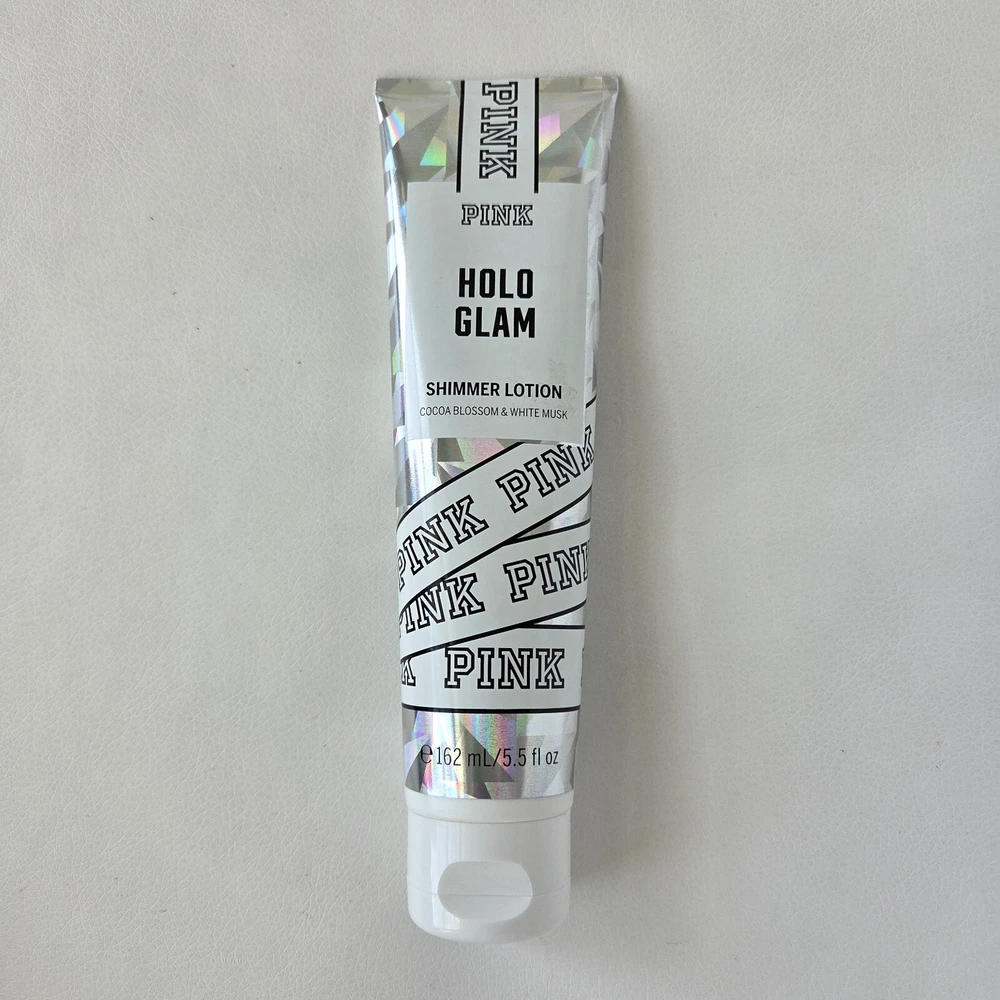 PINK
PINK
HOLO
GLAM
SHIMMER LOTION
COCOA BLOSSOM & WHITE MUSK
PINK PINK
PINK PINK
K PINK
℮162 mL/5.5 fl oz